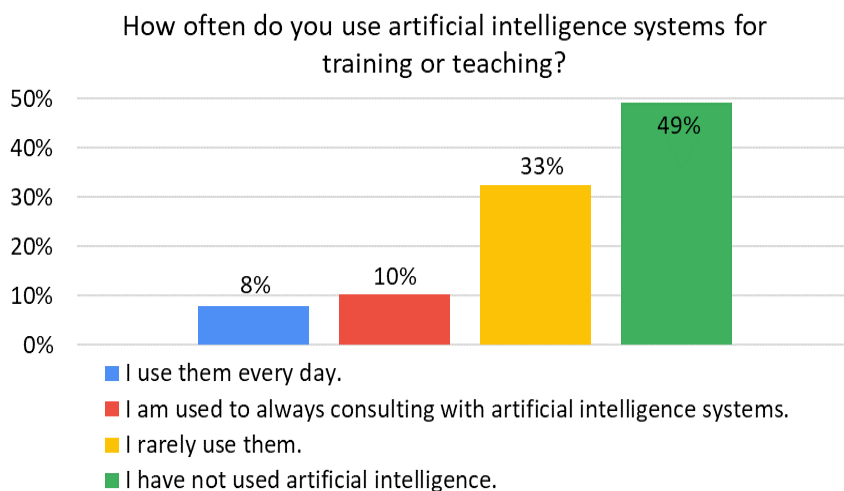 How often do you use artificial intelligence systems for
training or teaching?
50%
40%
30%
20%
10%
0%
8%
10%
33%
49%
I use them every day.
I am used to always consulting with artificial intelligence systems.
I rarely use them.
I have not used artificial intelligence.